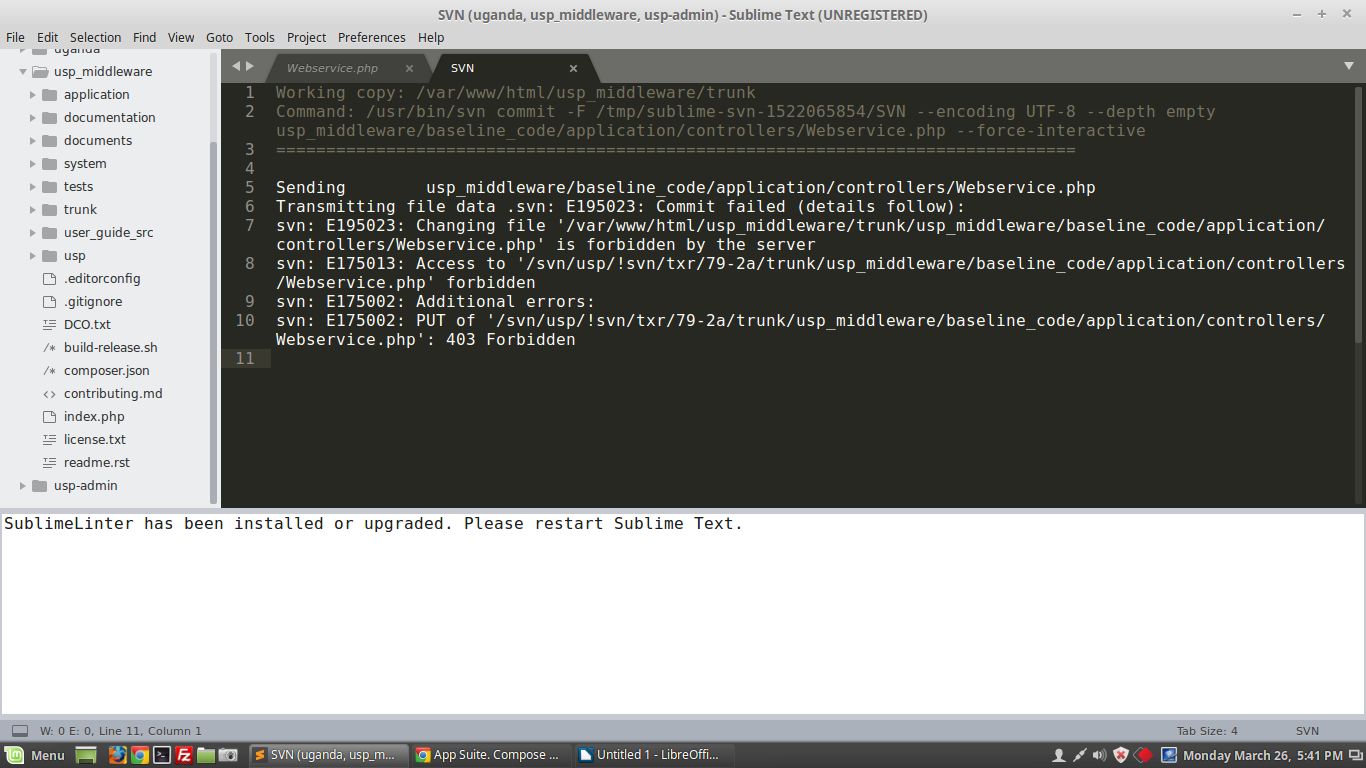 SVN (uganda, usp_middleware, usp-admin) - Sublime Text (UNREGISTERED)
File Edit Selection Find View Goto Tools Project Preferences Help
uganda
usp_middleware
application
documentation
documents
system
tests
trunk
user_guide_src
usp
.editorconfig
.gitignore
DCO.txt
/* build-release.sh
/* composer.json
<> contributing.md
index.php
license.txt
readme.rst
usp-admin
Webservice.php × SVN ×
1 Working copy: /var/www/html/usp_middleware/trunk
2 Command: /usr/bin/svn commit -F /tmp/sublime-svn-1522065854/SVN --encoding UTF-8 --depth empty
usp_middleware/baseline_code/application/controllers/Webservice.php --force-interactive
3 ================================================================================
4
5 Sending        usp_middleware/baseline_code/application/controllers/Webservice.php
6 Transmitting file data .svn: E195023: Commit failed (details follow):
7 svn: E195023: Changing file '/var/www/html/usp_middleware/trunk/usp_middleware/baseline_code/application/
controllers/Webservice.php' is forbidden by the server
8 svn: E175013: Access to '/svn/usp/!svn/txr/79-2a/trunk/usp_middleware/baseline_code/application/controllers
/Webservice.php' forbidden
9 svn: E175002: Additional errors:
10 svn: E175002: PUT of '/svn/usp/!svn/txr/79-2a/trunk/usp_middleware/baseline_code/application/controllers/
Webservice.php': 403 Forbidden
11
SublimeLinter has been installed or upgraded. Please restart Sublime Text.
W: 0 E: 0, Line 11, Column 1 Tab Size: 4 SVN
Menu SVN (uganda, usp_m... App Suite. Compose ... Untitled 1 - LibreOffi... Monday March 26, 5:41 PM